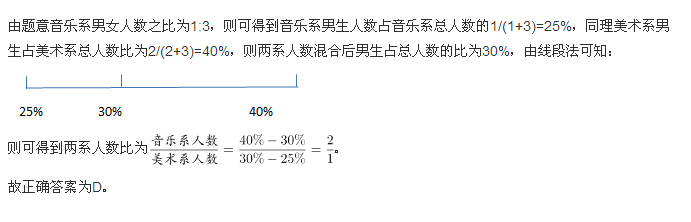 由题意音乐系男女人数之比为1:3，则可得到音乐系男生人数占音乐系总人数的1/(1+3)=25%，同理美术系男
生占美术系总人数比为2/(2+3)=40%，则两系人数混合后男生占总人数的比为30%，由线段法可知：
25% 30% 40%
则可得到两系人数比为音乐系人数/美术系人数=40%-30%/30%-25%=2/1。
故正确答案为D。